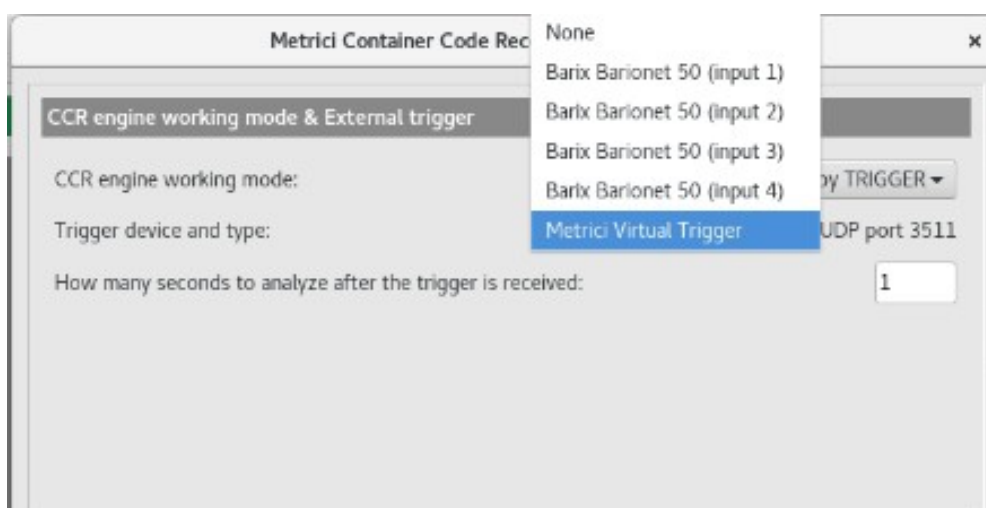 Metrici Container Code Rec
None
×
Barix Barionet 50 (input 1)
CCR engine working mode & External trigger
Barix Barionet 50 (input 2)
Barix Barionet 50 (input 3)
CCR engine working mode:
by TRIGGER
Barix Barionet 50 (input 4)
Trigger device and type:
Metrici Virtual Trigger
UDP port 3511
How many seconds to analyze after the trigger is received:
1